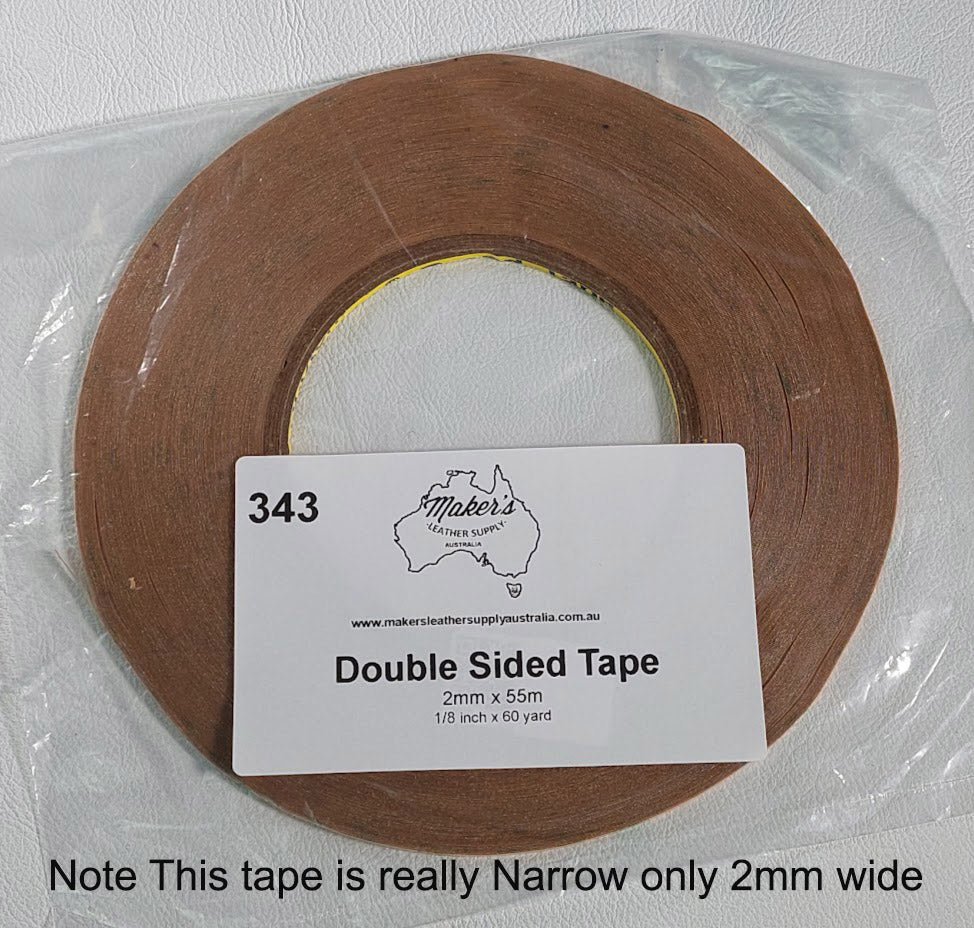 343
Maker's
LEATHER SUPPLY
AUSTRALIA
www.makersleathersupplyaustralia.com.au
Double Sided Tape
2mm x 55m
1/8 inch x 60 yard
Note This tape is really Narrow only 2mm wide